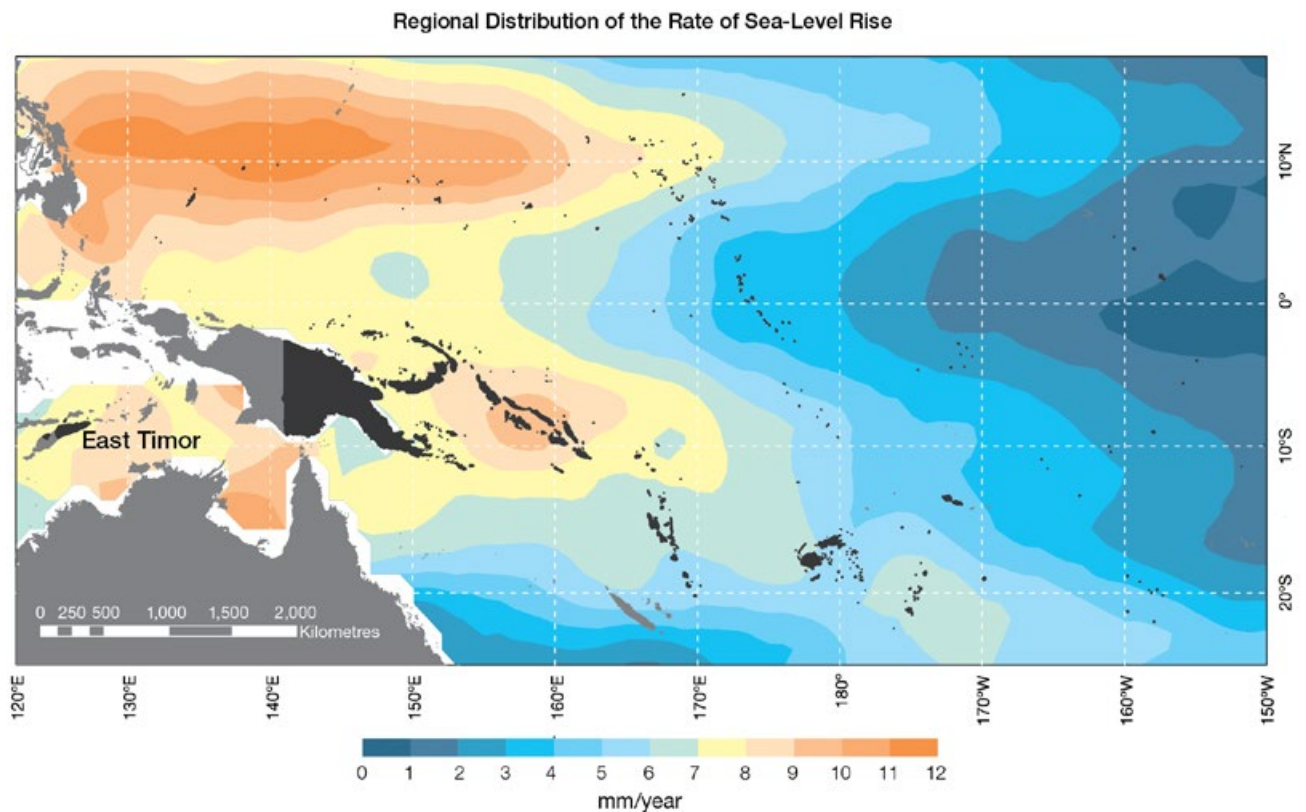 Regional Distribution of the Rate of Sea-Level Rise
10°N
0°
East Timor
10°S
20°S
0 250 500 1,000 1,500 2,000
Kilometres
120°E 130°E 140°E 150°E 160°E 170°E 180° 170°W 160°W 150°W
0 1 2 3 4 5 6 7 8 9 10 11 12
mm/year